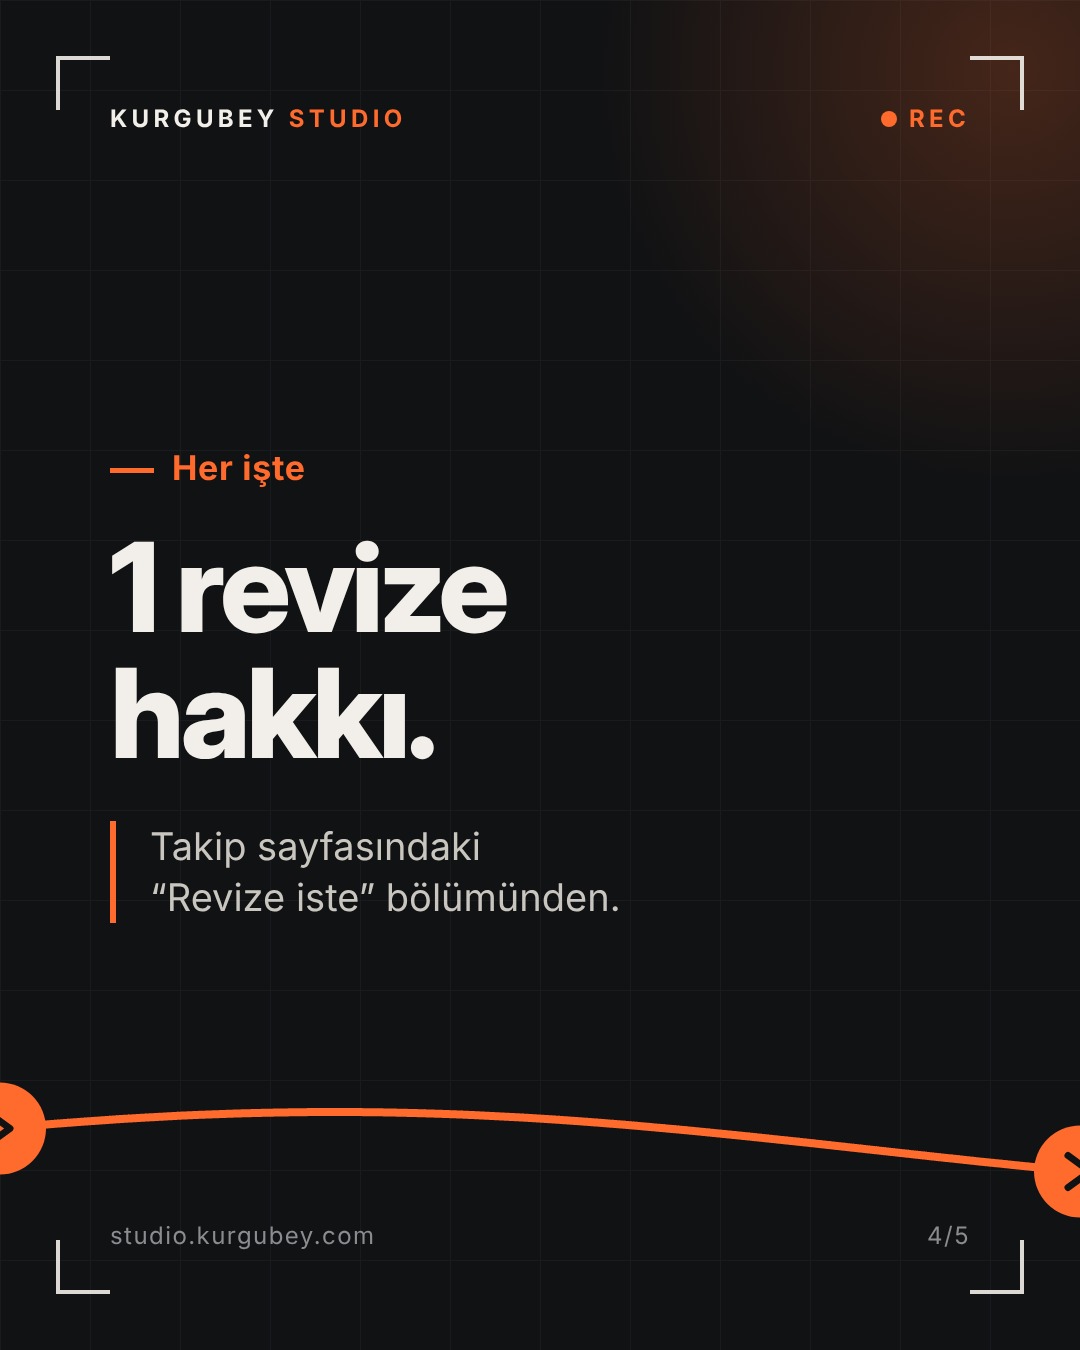 KURGUBEY STUDIO
REC
Her işte
1 revize
hakkı.
Takip sayfasındaki
“Revize iste” bölümünden.
studio.kurgubey.com
4/5